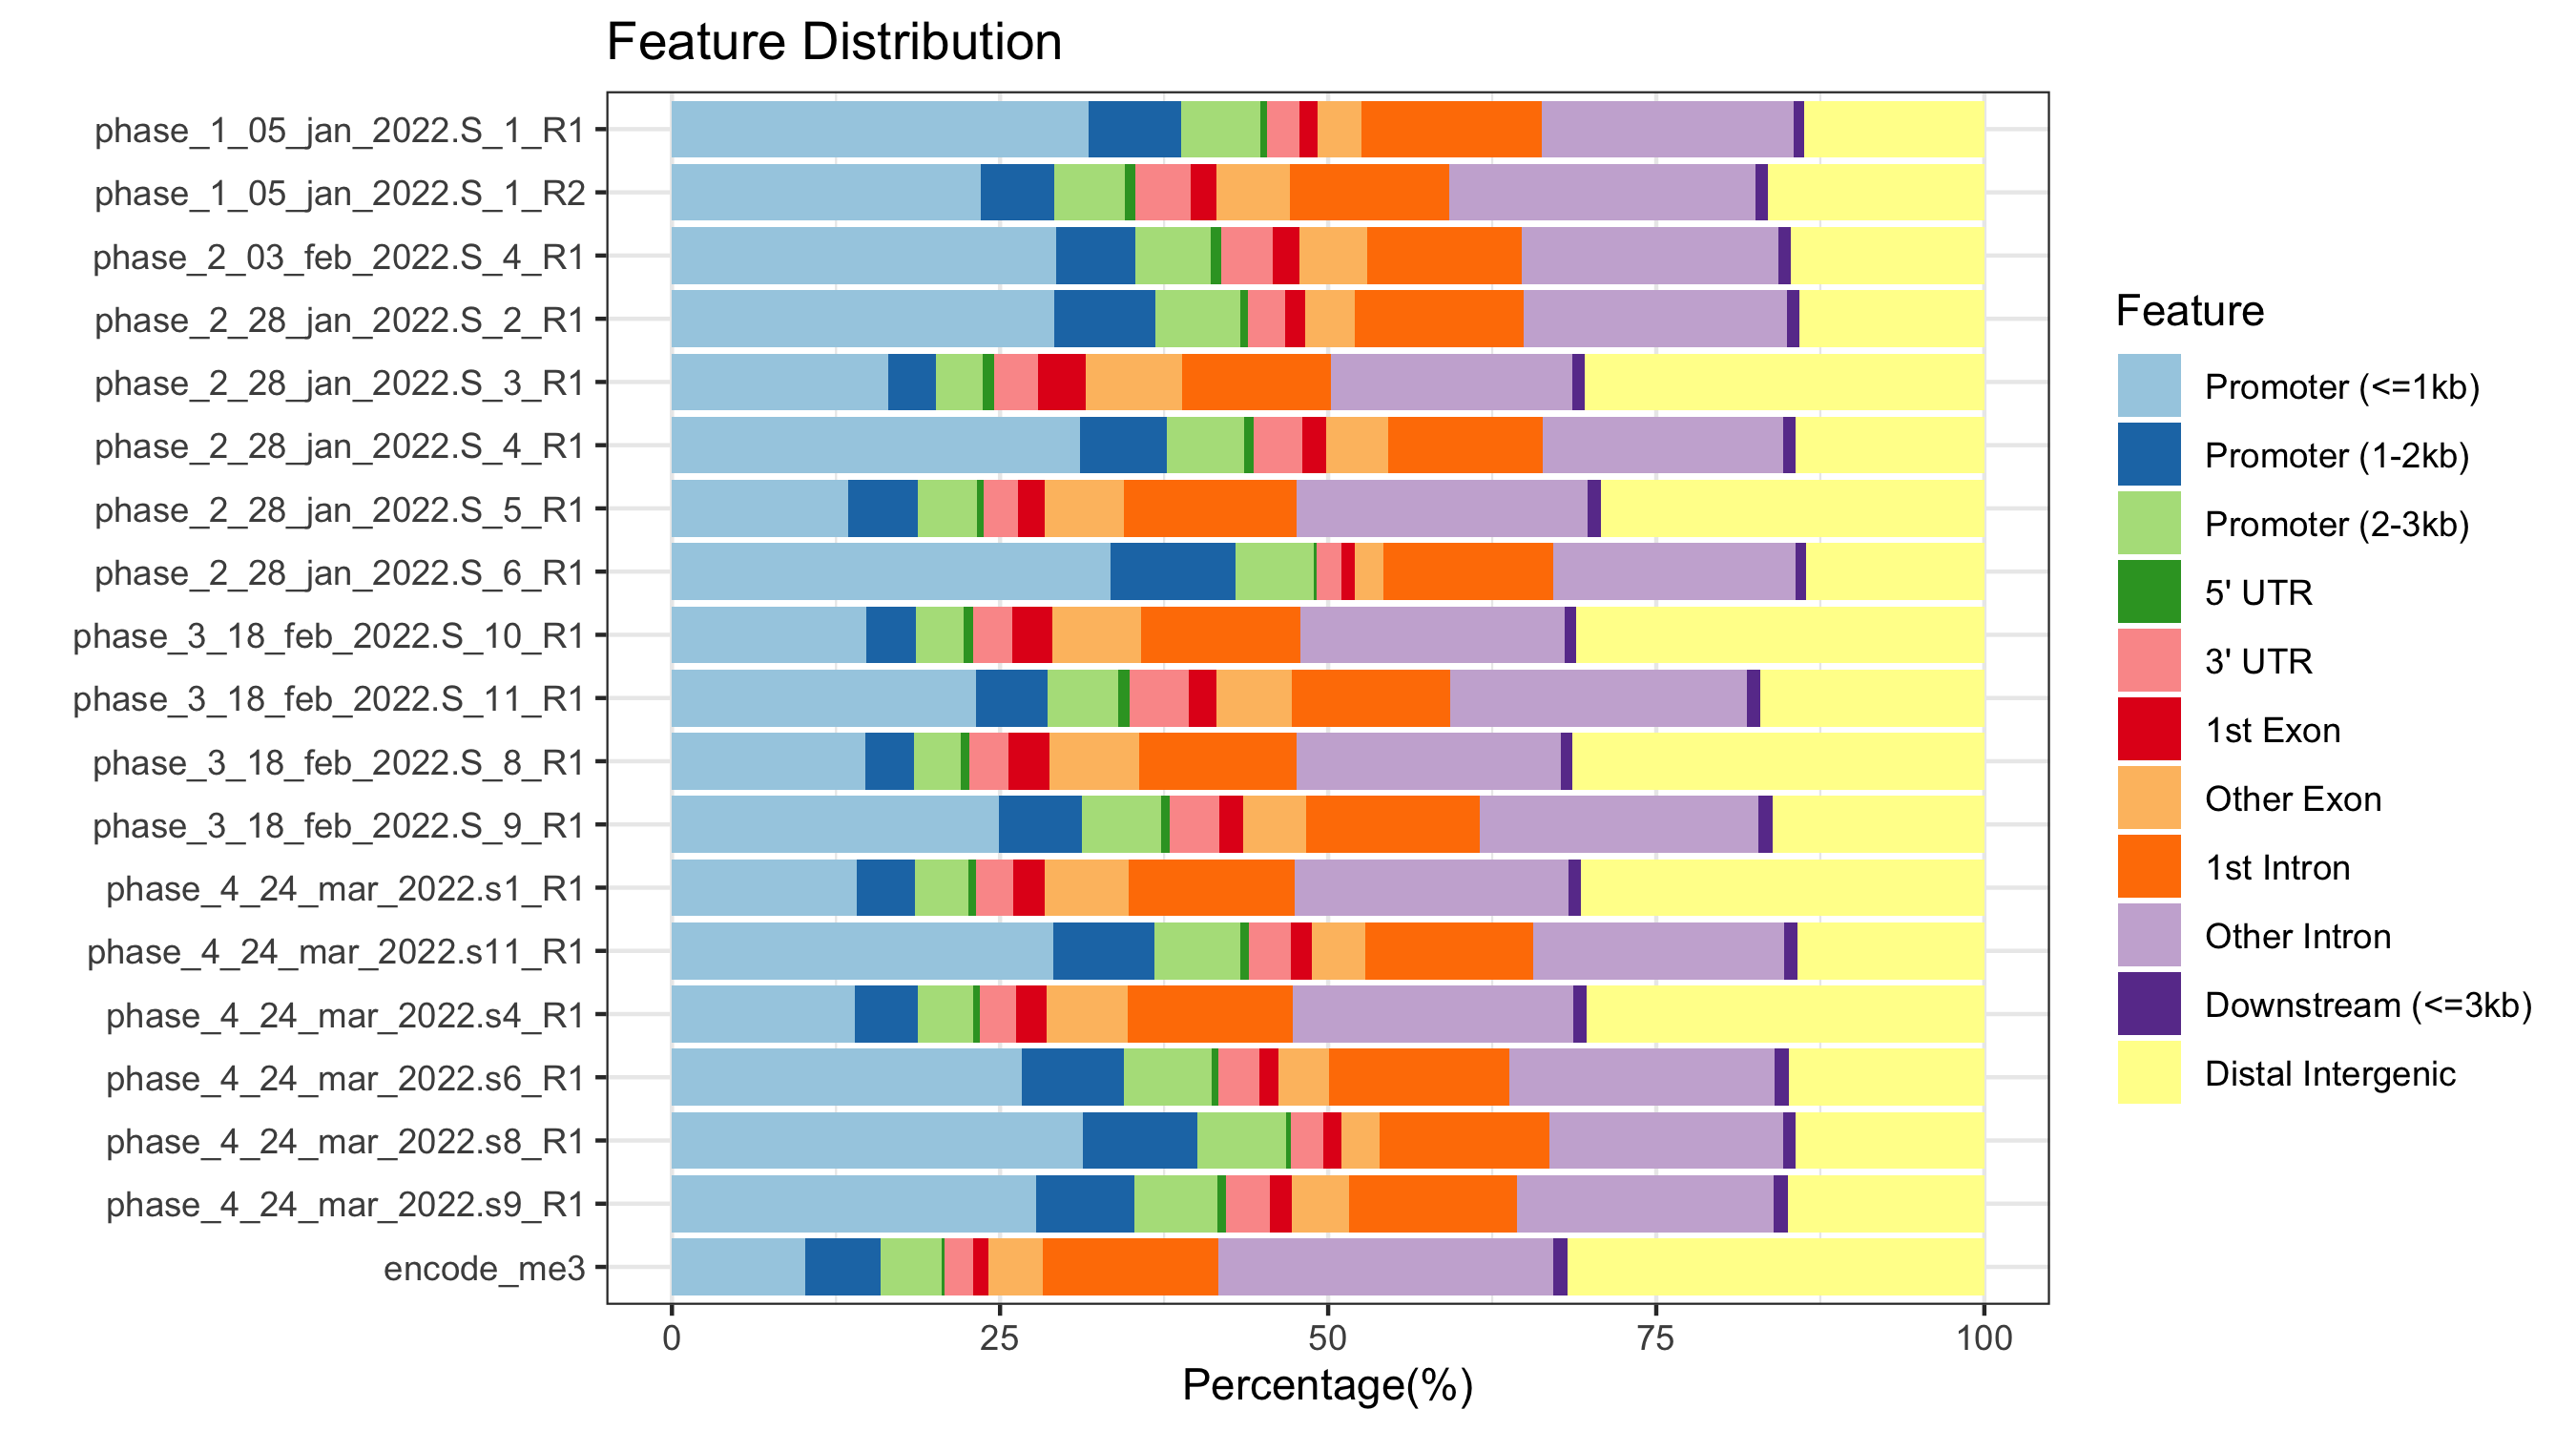 Feature Distribution
phase_1_05_jan_2022.S_1_R1
phase_1_05_jan_2022.S_1_R2
phase_2_03_feb_2022.S_4_R1
phase_2_28_jan_2022.S_2_R1
phase_2_28_jan_2022.S_3_R1
phase_2_28_jan_2022.S_4_R1
phase_2_28_jan_2022.S_5_R1
phase_2_28_jan_2022.S_6_R1
phase_3_18_feb_2022.S_10_R1
phase_3_18_feb_2022.S_11_R1
phase_3_18_feb_2022.S_8_R1
phase_3_18_feb_2022.S_9_R1
phase_4_24_mar_2022.s1_R1
phase_4_24_mar_2022.s11_R1
phase_4_24_mar_2022.s4_R1
phase_4_24_mar_2022.s6_R1
phase_4_24_mar_2022.s8_R1
phase_4_24_mar_2022.s9_R1
encode_me3
0 25 50 75 100
Percentage(%)
Feature
Promoter (<=1kb)
Promoter (1-2kb)
Promoter (2-3kb)
5' UTR
3' UTR
1st Exon
Other Exon
1st Intron
Other Intron
Downstream (<=3kb)
Distal Intergenic